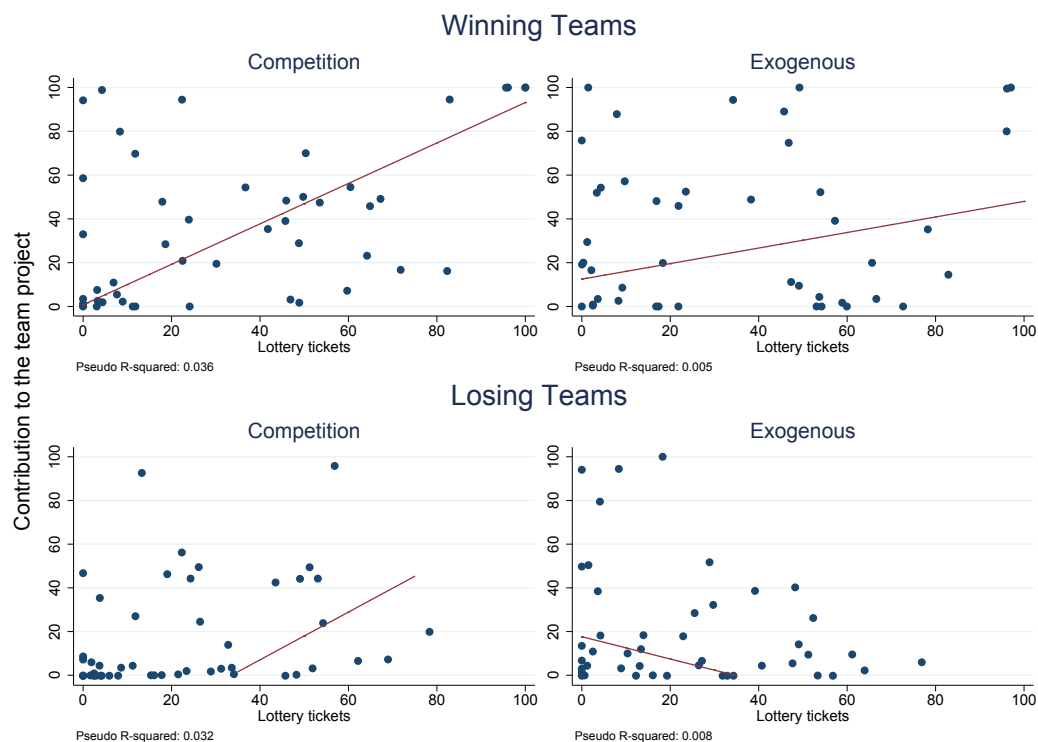 Winning Teams
Competition
Exogenous
Contribution to the team project
100
80
60
40
20
0
0 20 40 60 80 100
Lottery tickets
Pseudo R-squared: 0.036
100
80
60
40
20
0
0 20 40 60 80 100
Lottery tickets
Pseudo R-squared: 0.005
Losing Teams
Competition
Exogenous
100
80
60
40
20
0
0 20 40 60 80 100
Lottery tickets
Pseudo R-squared: 0.032
100
80
60
40
20
0
0 20 40 60 80 100
Lottery tickets
Pseudo R-squared: 0.008